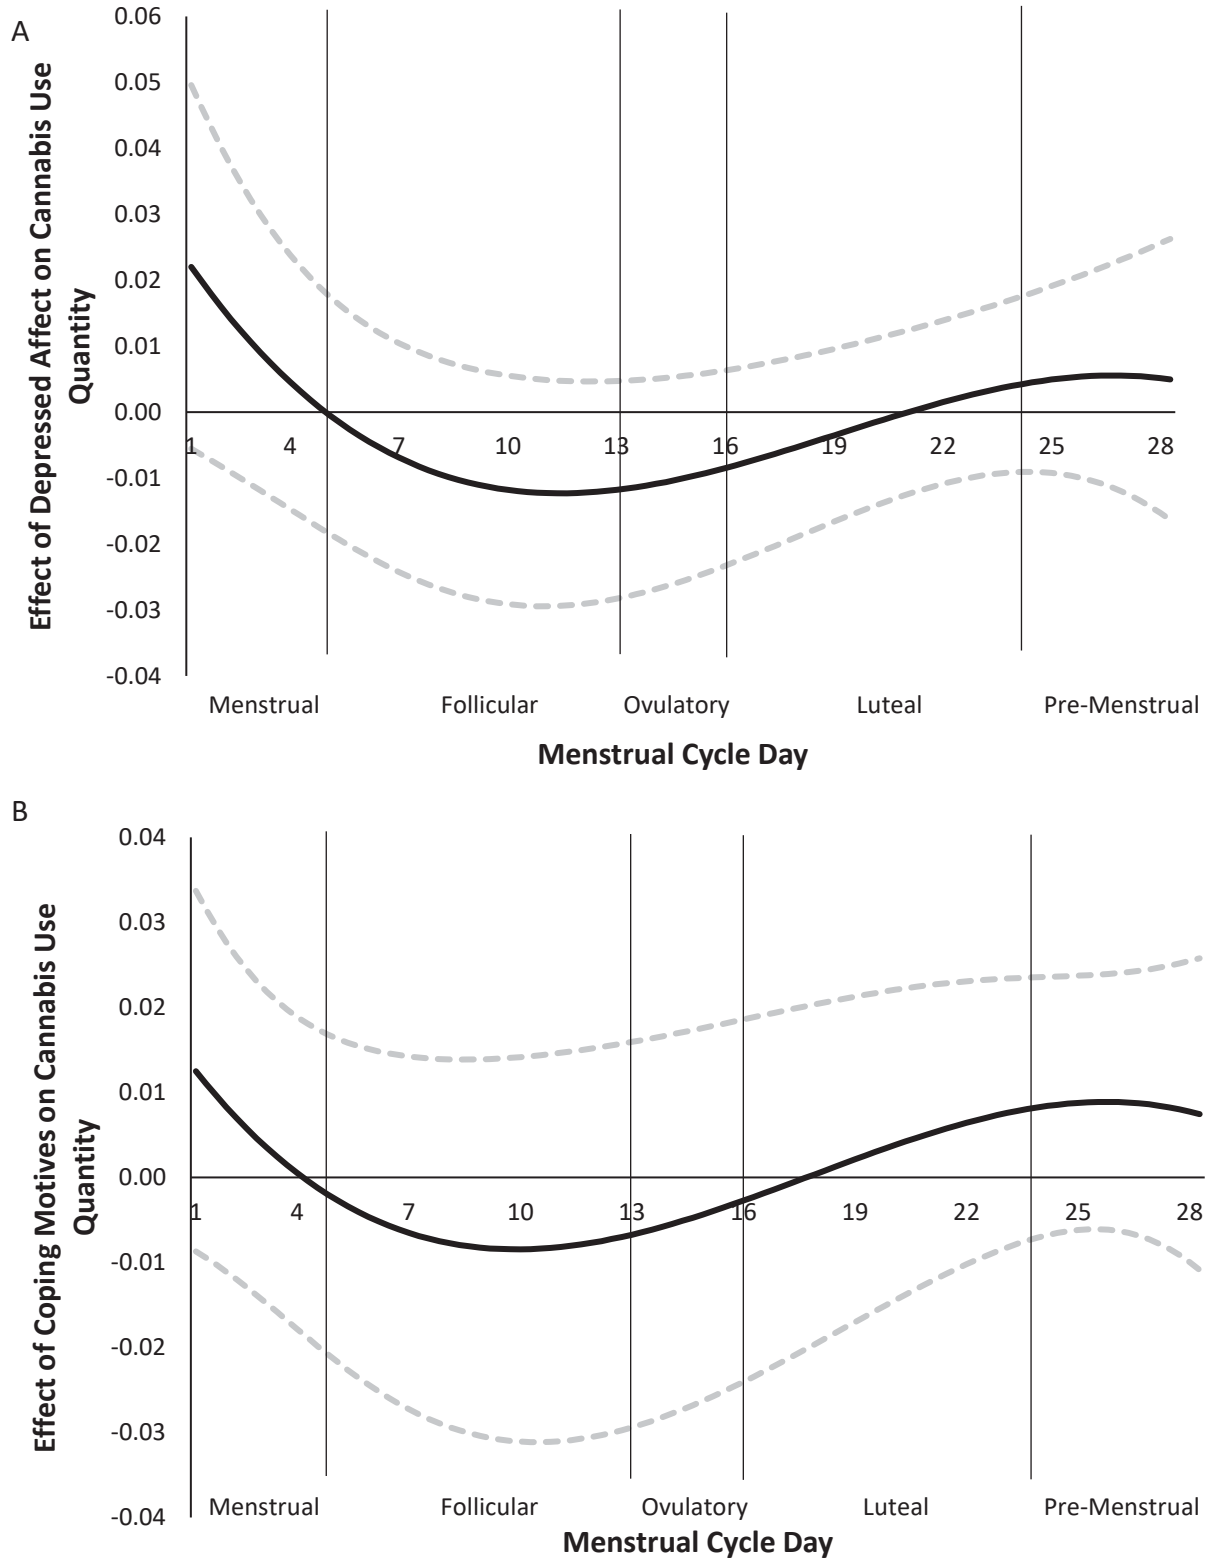 A
Effect of Depressed Affect on Cannabis Use
Quantity
0.06
0.05
0.04
0.03
0.02
0.01
0.00
-0.01
-0.02
-0.03
-0.04
1 4 7 10 13 16 19 22 25 28
Menstrual Follicular Ovulatory Luteal Pre-Menstrual
Menstrual Cycle Day
B
Effect of Coping Motives on Cannabis Use
Quantity
0.04
0.03
0.02
0.01
0.00
-0.01
-0.02
-0.03
-0.04
1 4 7 10 13 16 19 22 25 28
Menstrual Follicular Ovulatory Luteal Pre-Menstrual
Menstrual Cycle Day